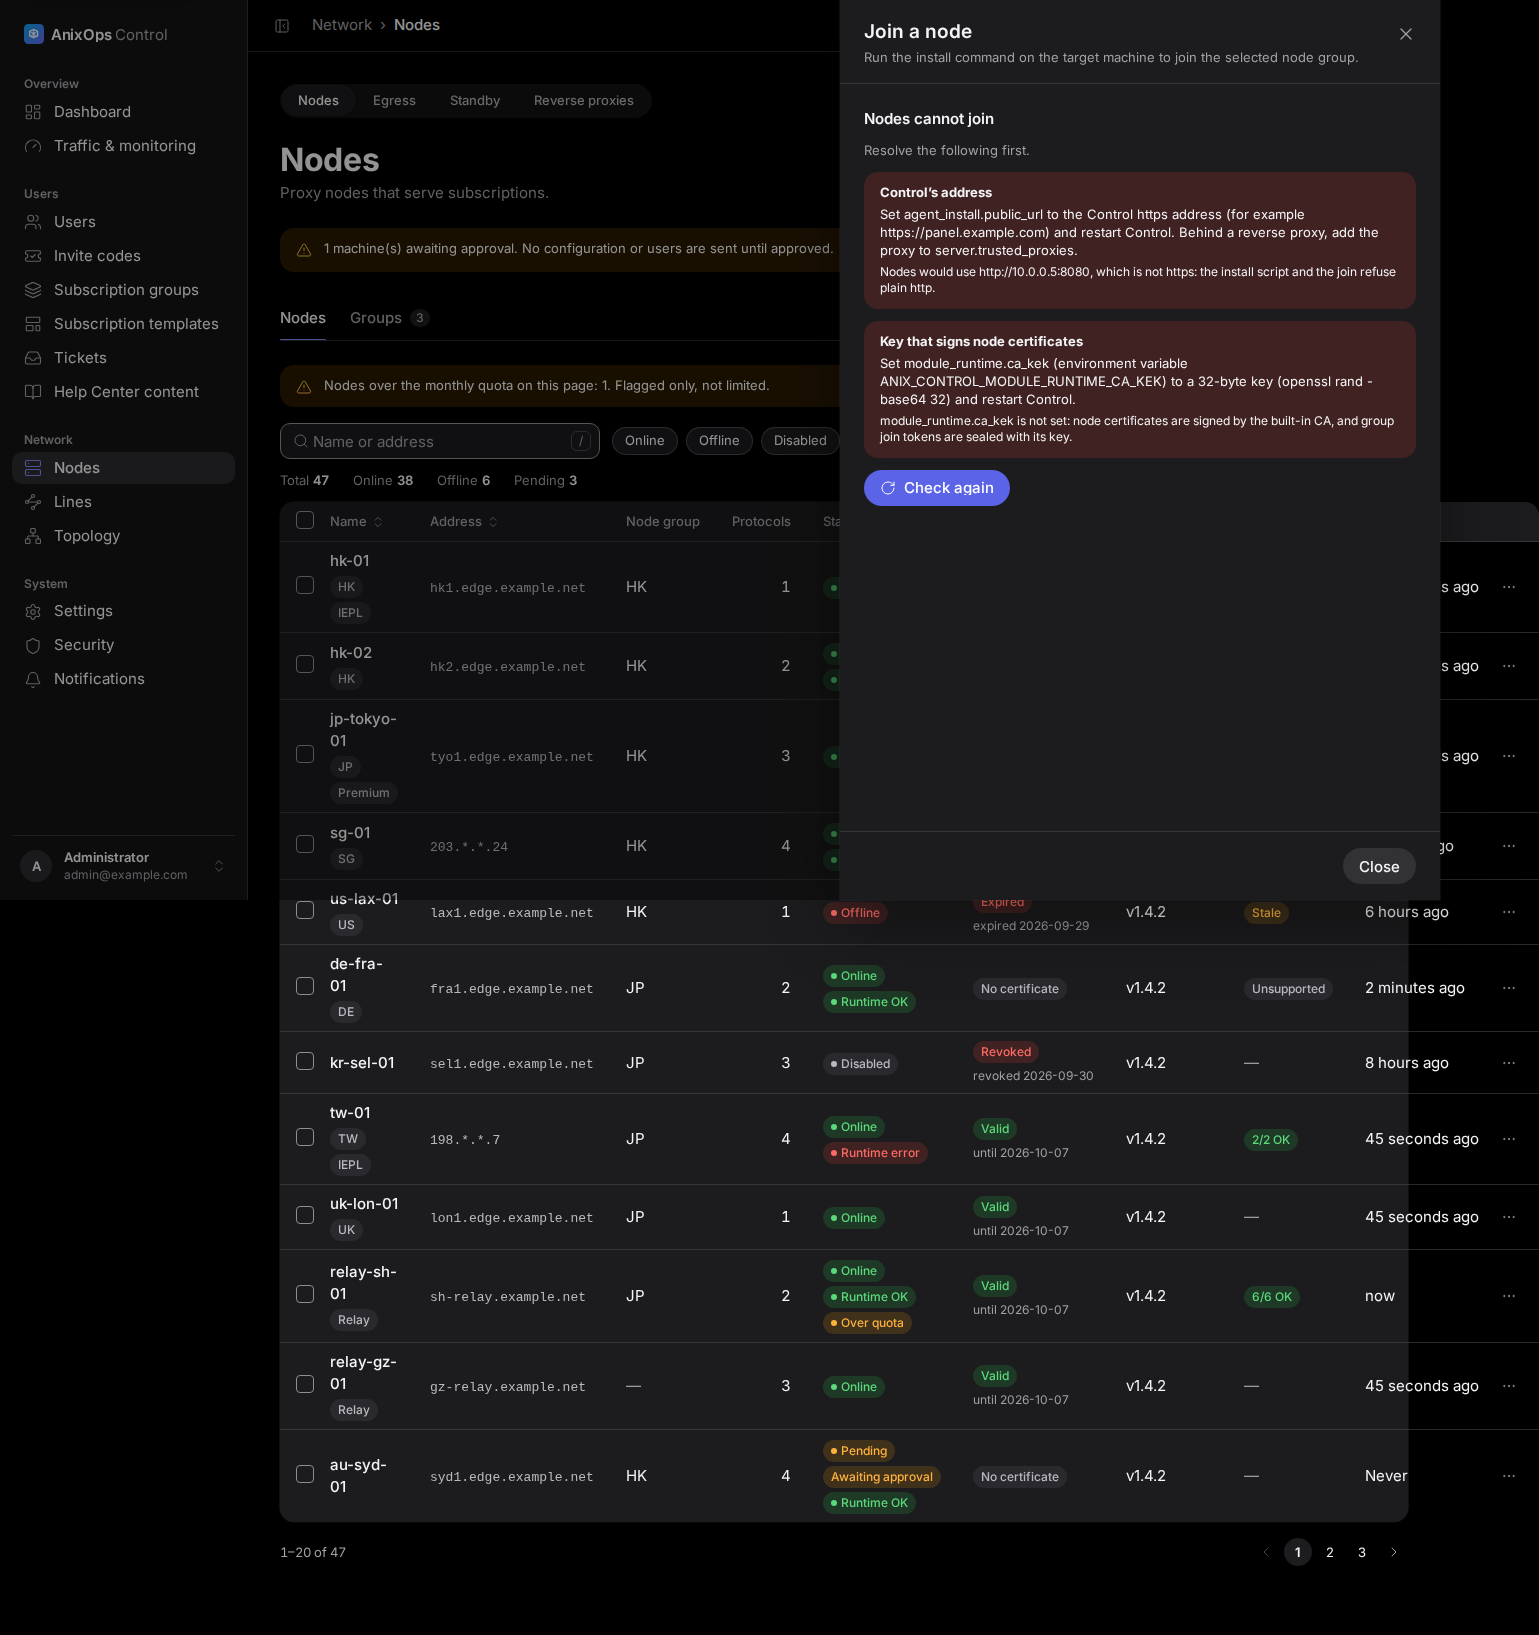 AnixOps Control
Overview
Dashboard
Traffic & monitoring
Users
Users
Invite codes
Subscription groups
Subscription templates
Tickets
Help Center content
Network
Nodes
Lines
Topology
System
Settings
Security
Notifications
A
Administrator
admin@example.com
Network › Nodes
Nodes Egress Standby Reverse proxies
Nodes
Proxy nodes that serve subscriptions.
1 machine(s) awaiting approval. No configuration or users are sent until approved.
Nodes Groups 3
Nodes over the monthly quota on this page: 1. Flagged only, not limited.
Name or address / Online Offline Disabled
Total 47 Online 38 Offline 6 Pending 3
Name Address Node group Protocols
hk-01
HK
IEPL
hk1.edge.example.net HK 1
s ago
hk-02
HK
hk2.edge.example.net HK 2
s ago
jp-tokyo-
01
JP
Premium
tyo1.edge.example.net HK 3
s ago
sg-01
SG
203.*.*.24 HK 4
go
us-lax-01
US
lax1.edge.example.net HK 1
Offline
Expired
expired 2026-09-29
v1.4.2 Stale 6 hours ago
de-fra-
01
DE
fra1.edge.example.net JP 2
Online
Runtime OK
No certificate v1.4.2 Unsupported 2 minutes ago
kr-sel-01
sel1.edge.example.net JP 3
Disabled
Revoked
revoked 2026-09-30
v1.4.2 — 8 hours ago
tw-01
TW
IEPL
198.*.*.7 JP 4
Online
Runtime error
Valid
until 2026-10-07
v1.4.2 2/2 OK 45 seconds ago
uk-lon-01
UK
lon1.edge.example.net JP 1
Online
Valid
until 2026-10-07
v1.4.2 — 45 seconds ago
relay-sh-
01
Relay
sh-relay.example.net JP 2
Online
Runtime OK
Over quota
Valid
until 2026-10-07
v1.4.2 6/6 OK now
relay-gz-
01
Relay
gz-relay.example.net — 3
Online
Valid
until 2026-10-07
v1.4.2 — 45 seconds ago
au-syd-
01
syd1.edge.example.net HK 4
Pending
Awaiting approval
Runtime OK
No certificate v1.4.2 — Never
1–20 of 47
1 2 3
Join a node
Run the install command on the target machine to join the selected node group.
Nodes cannot join
Resolve the following first.
Control’s address
Set agent_install.public_url to the Control https address (for example
https://panel.example.com) and restart Control. Behind a reverse proxy, add the
proxy to server.trusted_proxies.
Nodes would use http://10.0.0.5:8080, which is not https: the install script and the join refuse
plain http.
Key that signs node certificates
Set module_runtime.ca_kek (environment variable
ANIX_CONTROL_MODULE_RUNTIME_CA_KEK) to a 32-byte key (openssl rand -
base64 32) and restart Control.
module_runtime.ca_kek is not set: node certificates are signed by the built-in CA, and group
join tokens are sealed with its key.
Check again
Close